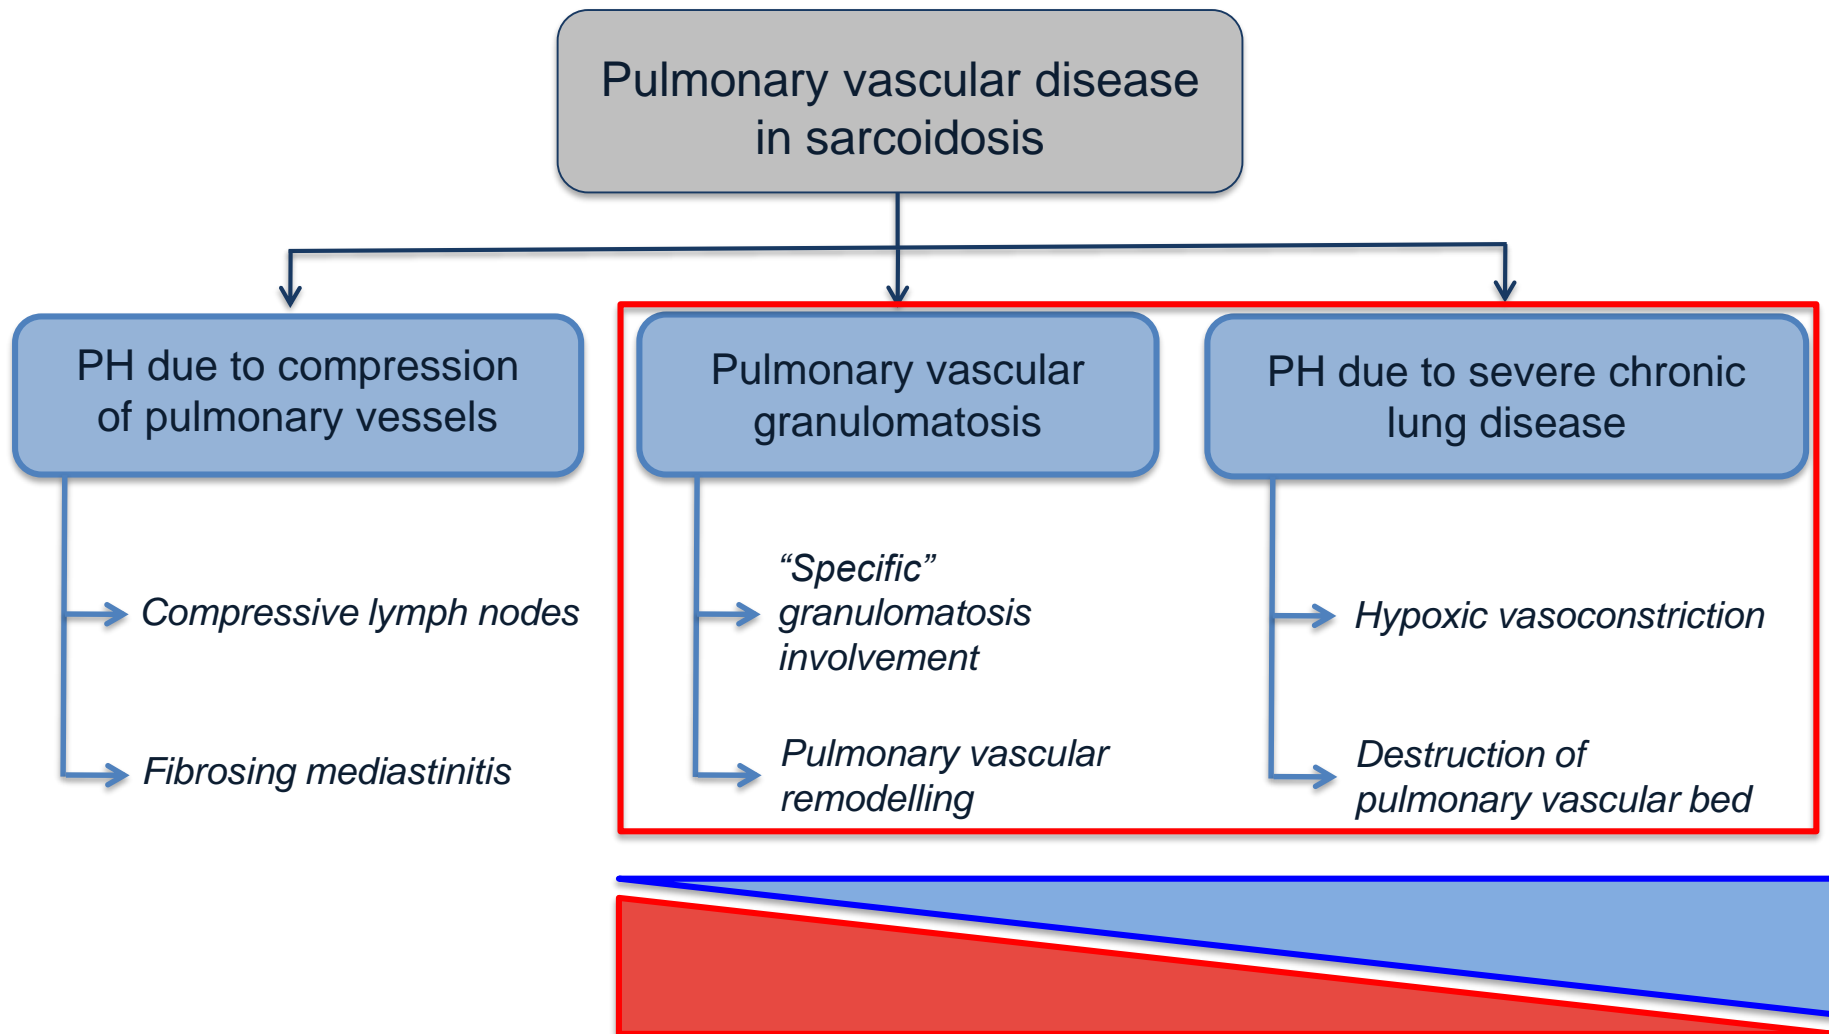 Pulmonary vascular disease
in sarcoidosis
PH due to compression
of pulmonary vessels
Compressive lymph nodes
Fibrosing mediastinitis
Pulmonary vascular
granulomatosis
“Specific”
granulomatosis
involvement
Pulmonary vascular
remodelling
PH due to severe chronic
lung disease
Hypoxic vasoconstriction
Destruction of
pulmonary vascular bed